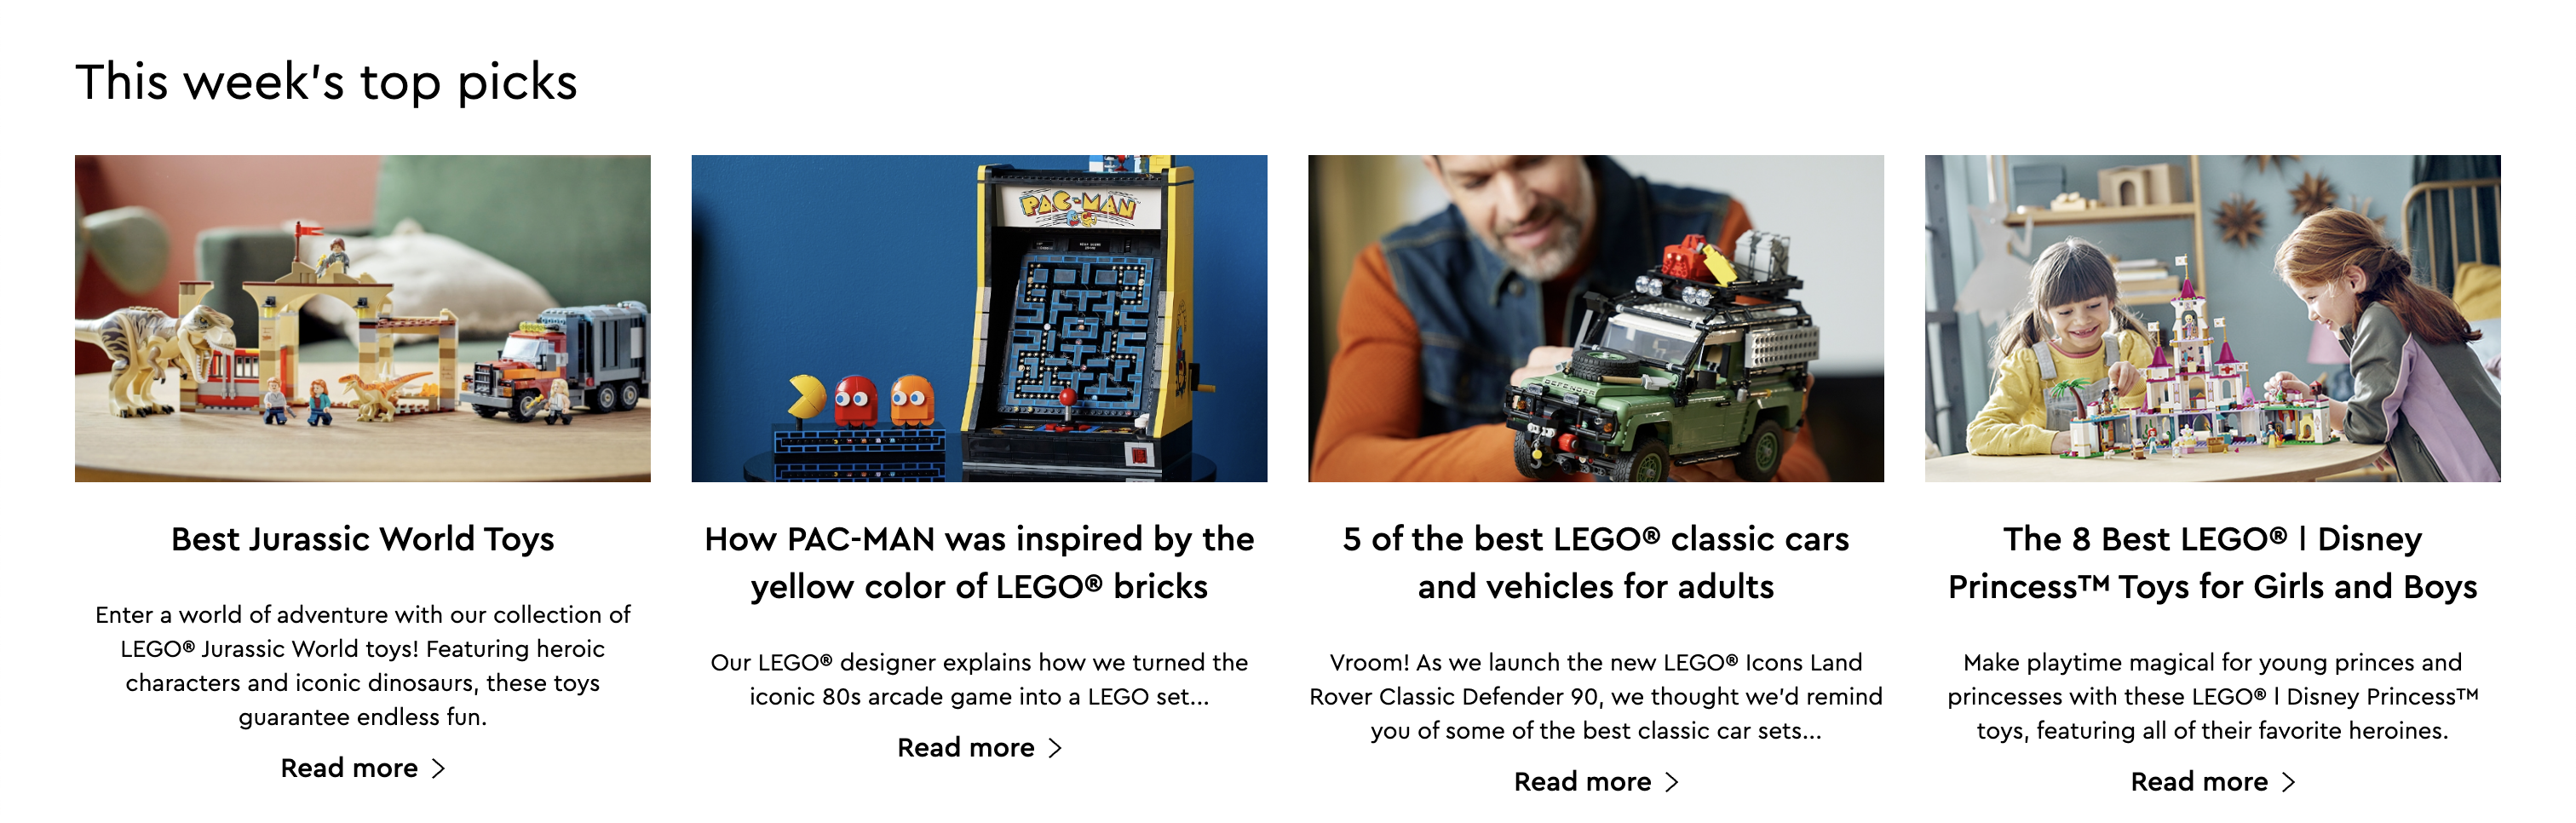 This week's top picks
PAC-MAN
DEFENDER
Best Jurassic World Toys
Enter a world of adventure with our collection of
LEGO® Jurassic World toys! Featuring heroic
characters and iconic dinosaurs, these toys
guarantee endless fun.
Read more
How PAC-MAN was inspired by the
yellow color of LEGO® bricks
Our LEGO® designer explains how we turned the
iconic 80s arcade game into a LEGO set...
Read more
5 of the best LEGO® classic cars
and vehicles for adults
Vroom! As we launch the new LEGO® Icons Land
Rover Classic Defender 90, we thought we'd remind
you of some of the best classic car sets...
Read more
The 8 Best LEGO® | Disney
Princess™ Toys for Girls and Boys
Make playtime magical for young princes and
princesses with these LEGO® | Disney Princess™
toys, featuring all of their favorite heroines.
Read more